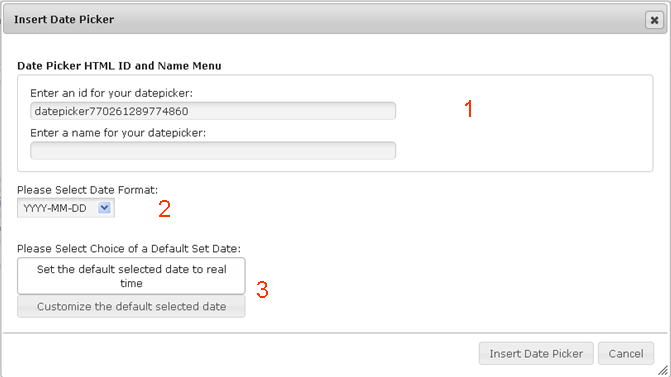 Insert Date Picker
Date Picker HTML ID and Name Menu
Enter an id for your datepicker:
datepicker770261289774860
1
Enter a name for your datepicker:
Please Select Date Format:
YYYY-MM-DD
2
Please Select Choice of a Default Set Date:
Set the default selected date to real
time
3
Customize the default selected date
Insert Date Picker
Cancel